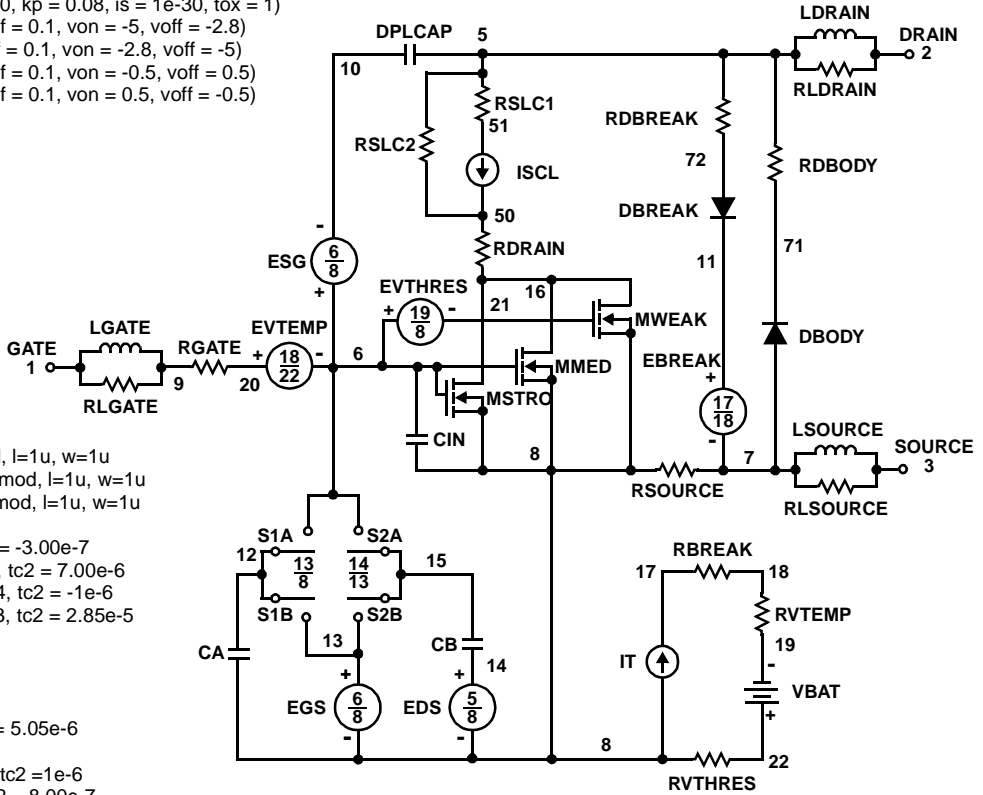 0, kp = 0.08, is = 1e-30, tox = 1)
f = 0.1, von = -5, voff = -2.8)
f = 0.1, von = -2.8, voff = -5)
f = 0.1, von = -0.5, voff = 0.5)
f = 0.1, von = 0.5, voff = -0.5)
DPLCAP
5
10
LDRAIN
DRAIN
2
RLDRAIN
RSLC1
51
RSLC2
ISCL
50
RDBREAK
72
RDBODY
DBREAK
71
RDRAIN
11
ESG
6
8
-
+
EVTHRES
+
19
8
-
21
16
MWEAK
LGATE
GATE
1
RLGATE
9
RGATE
20
EVTEMP
+
18
22
-
6
MMED
MSTRO
EBREAK
+
17
18
-
DBODY
CIN
8
7
RSOURCE
LSOURCE
SOURCE
3
RLSOURCE
, l=1u, w=1u
mod, l=1u, w=1u
mod, l=1u, w=1u
= -3.00e-7
, tc2 = 7.00e-6
4, tc2 = -1e-6
3, tc2 = 2.85e-5
S1A
S2A
12
13
8
14
13
15
S1B
S2B
13
CA
CB
14
+
EGS
6
8
-
+
EDS
5
8
-
RBREAK
17
18
RVTEMP
19
-
IT
VBAT
+
8
22
RVTHRES
= 5.05e-6
tc2 =1e-6